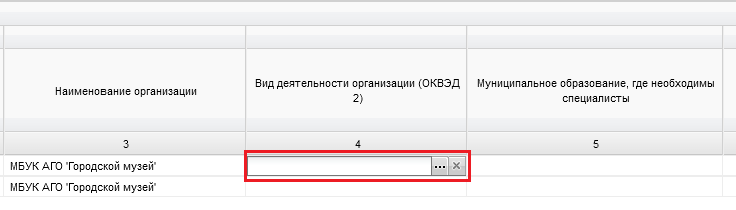 Наименование организации
Вид деятельности организации (ОКВЭД
2)
Муниципальное образование, где необходимы
специалисты
3 4 5
МБУК АГО 'Городской музей' ... ×
МБУК АГО 'Городской музей'